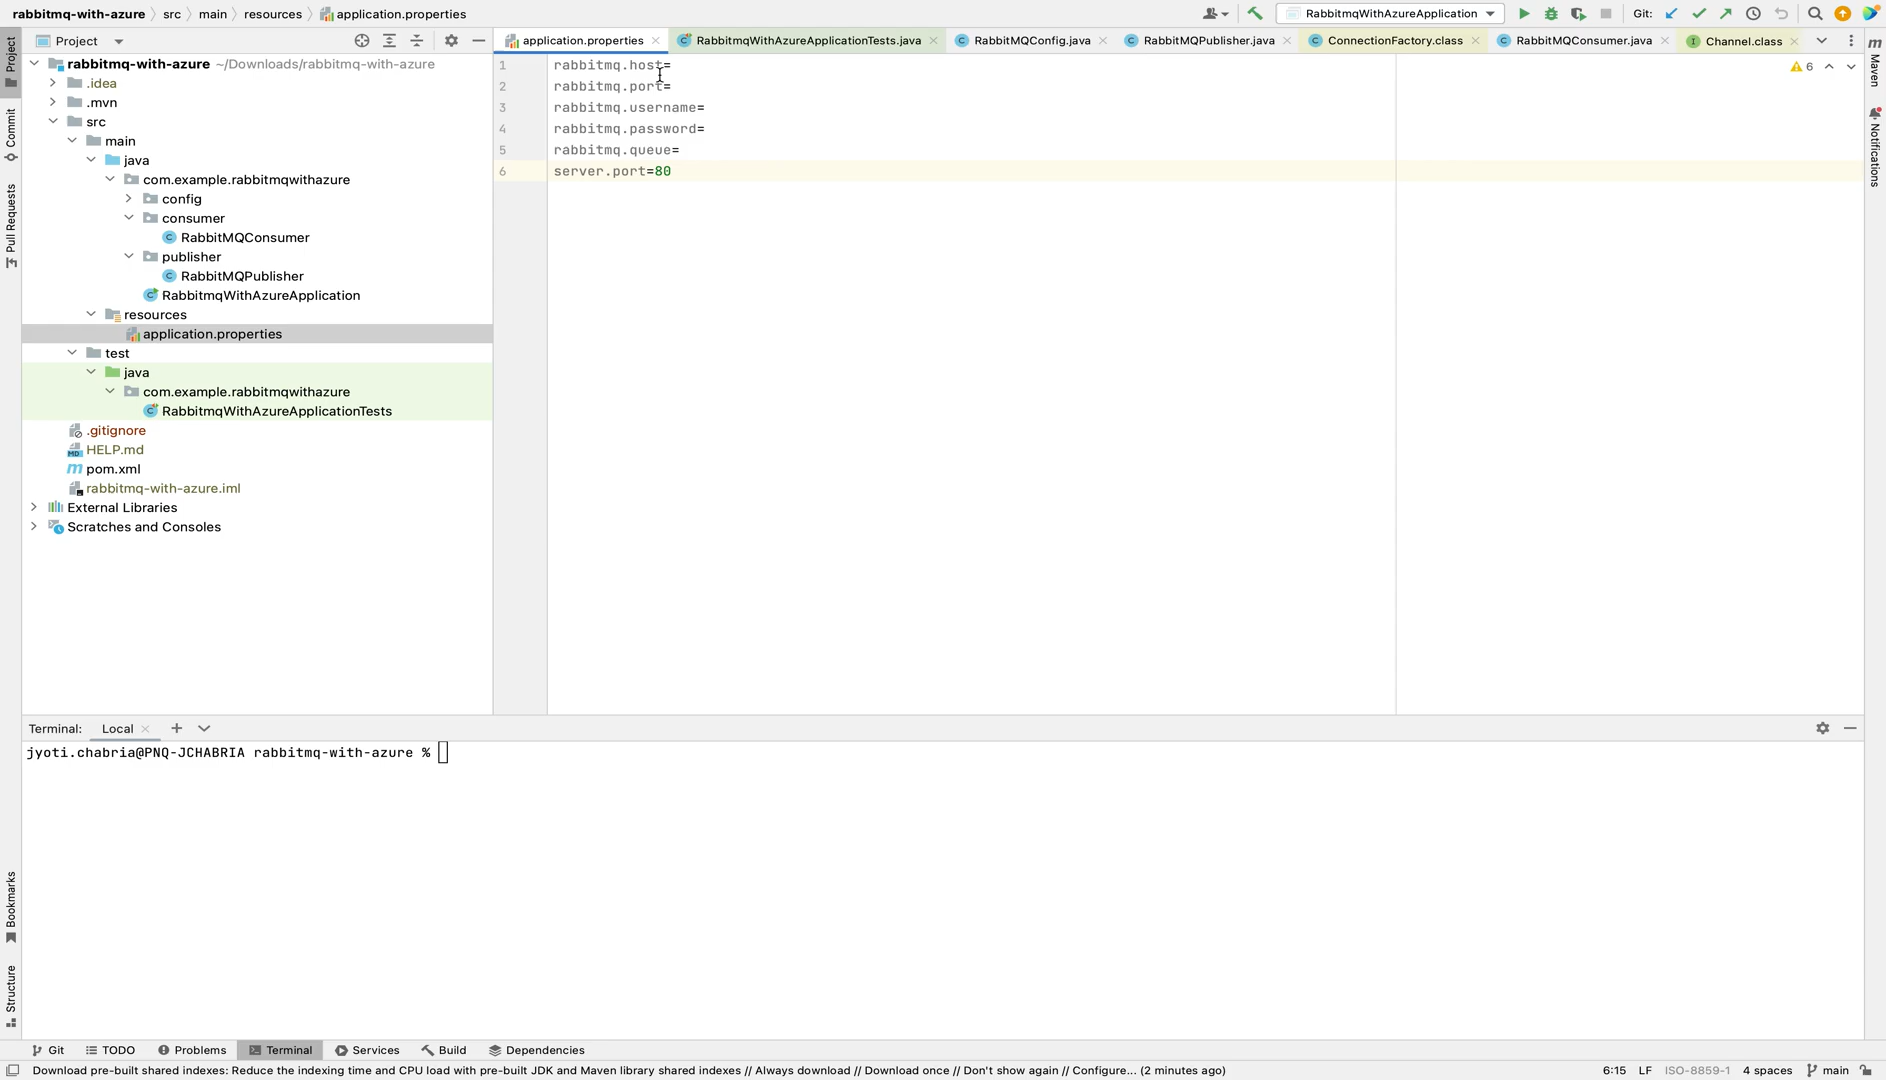 rabbitmq-with-azure src main resources application.properties
RabbitmqWithAzureApplication
Git:
Project
application.properties
RabbitmqWithAzureApplicationTests.java
RabbitMQConfig.java
RabbitMQPublisher.java
ConnectionFactory.class
RabbitMQConsumer.java
Channel.class
Project
Commit
Pull Requests
Bookmarks
Structure
rabbitmq-with-azure ~/Downloads/rabbitmq-with-azure
.idea
.mvn
src
main
java
com.example.rabbitmqwithazure
config
consumer
RabbitMQConsumer
publisher
RabbitMQPublisher
RabbitmqWithAzureApplication
resources
application.properties
test
java
com.example.rabbitmqwithazure
RabbitmqWithAzureApplicationTests
.gitignore
HELP.md
pom.xml
rabbitmq-with-azure.iml
External Libraries
Scratches and Consoles
1 rabbitmq.host=
2 rabbitmq.port=
3 rabbitmq.username=
4 rabbitmq.password=
5 rabbitmq.queue=
6 server.port=80
6
Maven
Notifications
Terminal: Local
jyoti.chabria@PNQ-JCHABRIA rabbitmq-with-azure %
Git TODO Problems Terminal Services Build Dependencies
Download pre-built shared indexes: Reduce the indexing time and CPU load with pre-built JDK and Maven library shared indexes // Always download // Download once // Don't show again // Configure... (2 minutes ago)
6:15 LF ISO-8859-1 4 spaces main